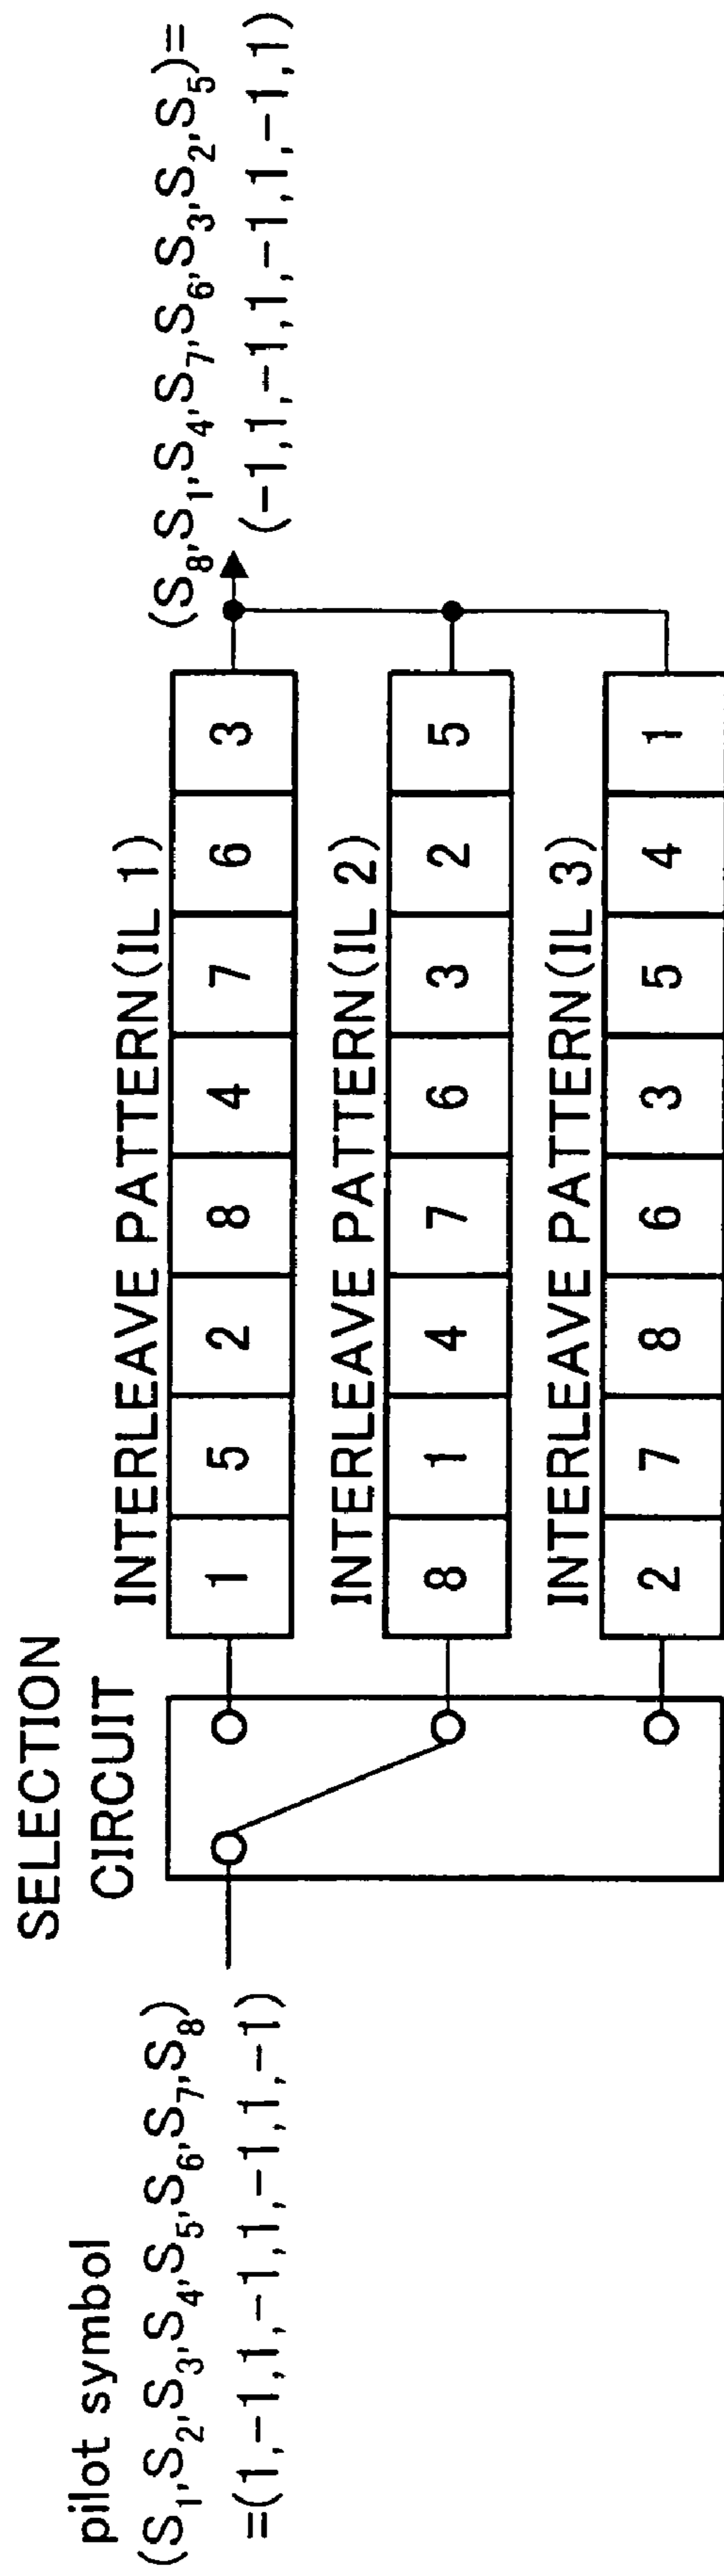 pilot symbol
(S₁,S₂,S₃,S₄,S₅,S₆,S₇,S₈)
=(1,−1,1,−1,1,−1,1,−1)
SELECTION
CIRCUIT
INTERLEAVE PATTERN(IL 1)
1 5 2 8 4 7 6 3
INTERLEAVE PATTERN(IL 2)
8 1 4 7 6 3 2 5
INTERLEAVE PATTERN(IL 3)
2 7 8 6 3 5 4 1
(S₈,S₁,S₄,S₇,S₆,S₃,S₂,S₅)=
(−1,1,−1,1,−1,1,−1,1)